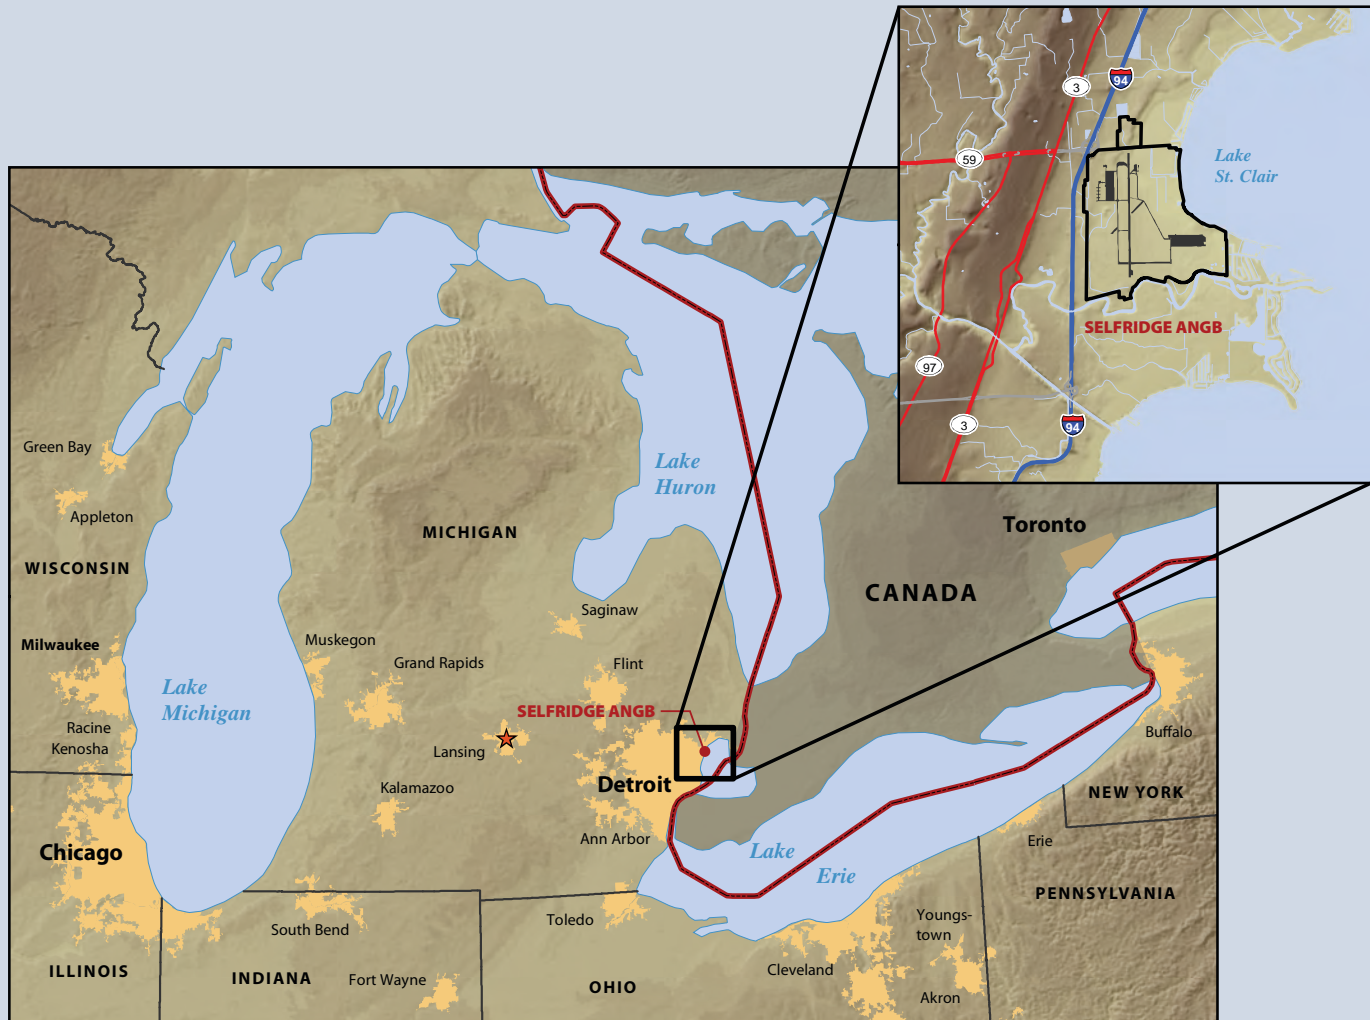 94
3
59
Lake
St. Clair
SELFRIDGE ANGB
97
3
94
Green Bay
Appleton
WISCONSIN
Milwaukee
Racine
Kenosha
Lake
Michigan
Chicago
ILLINOIS
MICHIGAN
Lake
Huron
Saginaw
Muskegon
Grand Rapids
Flint
SELFRIDGE ANGB
Lansing
Kalamazoo
Detroit
Ann Arbor
CANADA
Toronto
Buffalo
NEW YORK
Lake
Erie
Erie
PENNSYLVANIA
South Bend
INDIANA
Fort Wayne
Toledo
OHIO
Cleveland
Youngs-
town
Akron